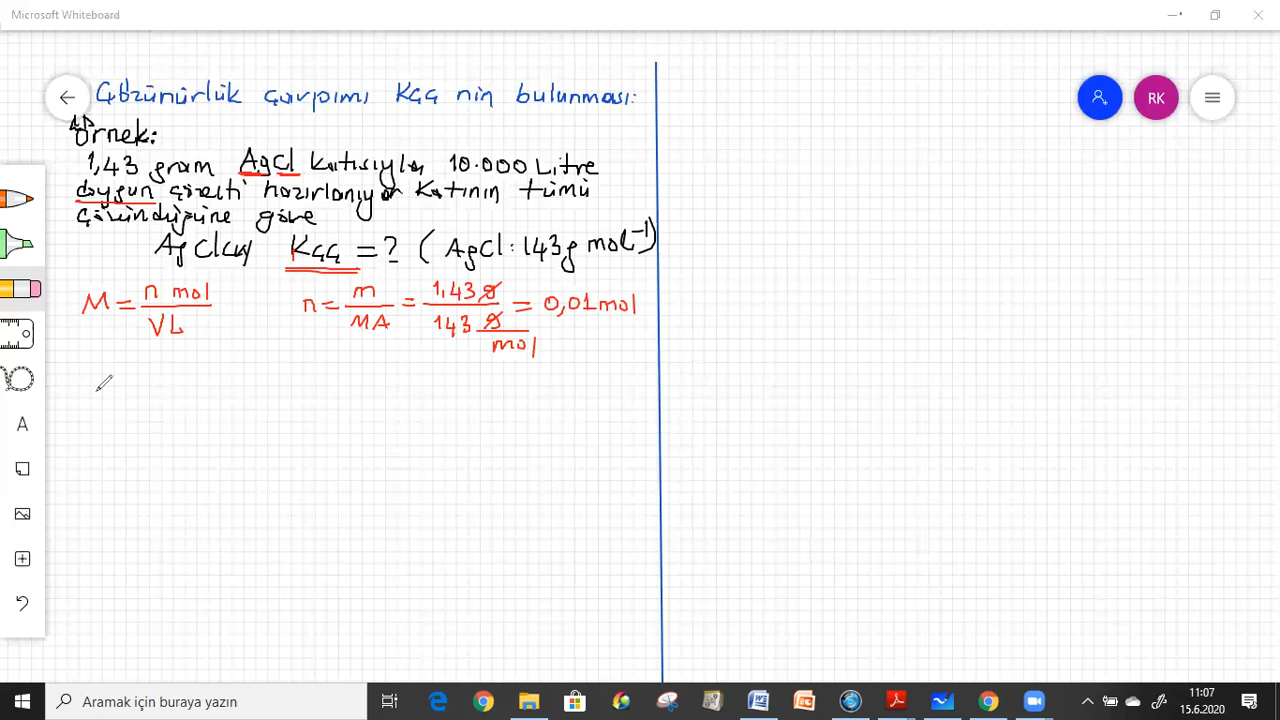 Microsoft Whiteboard
Çözünürlük çarpımı Kçç nin bulunması:
Örnek:
1,43 gram AgCl katısıyla 10.000 Litre
doygun çözelti hazırlanıyor Katının tümü
çözündüğüne göre
AgCl Kçç = ? ( AgCl : 143 g mol⁻¹)
M = n mol / V L n = m / MA = 1,43 g / 143 g/mol = 0,01 mol
RK
A
Aramak için buraya yazın
11:07
15.6.2020